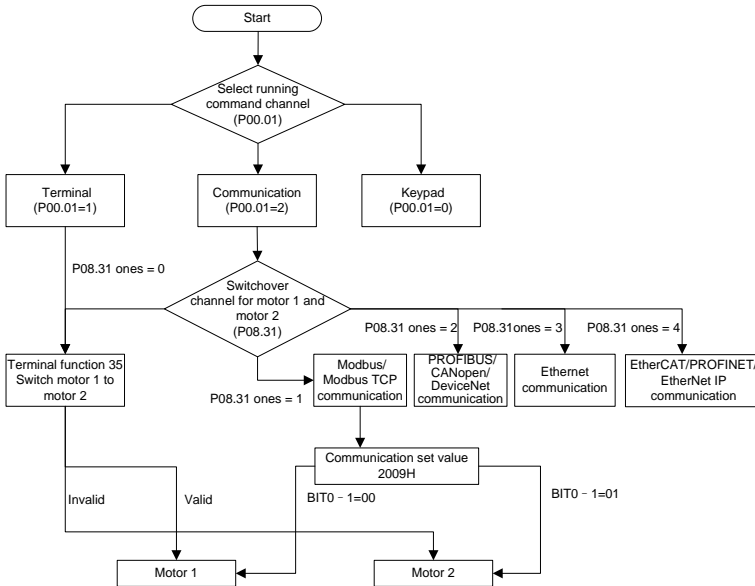 Start
Select running
command channel
(P00.01)
Terminal
(P00.01=1)
Communication
(P00.01=2)
Keypad
(P00.01=0)
P08.31 ones = 0
Switchover
channel for motor 1 and
motor 2
(P08.31)
P08.31 ones = 2
P08.31ones = 3
P08.31 ones = 4
Terminal function 35
Switch motor 1 to
motor 2
P08.31 ones = 1
Modbus/
Modbus TCP
communication
PROFIBUS/
CANopen/
DeviceNet
communication
Ethernet
communication
EtherCAT/PROFINET/
EtherNet IP
communication
Communication set value
2009H
Invalid
Valid
BIT0 - 1=00
BIT0 - 1=01
Motor 1
Motor 2